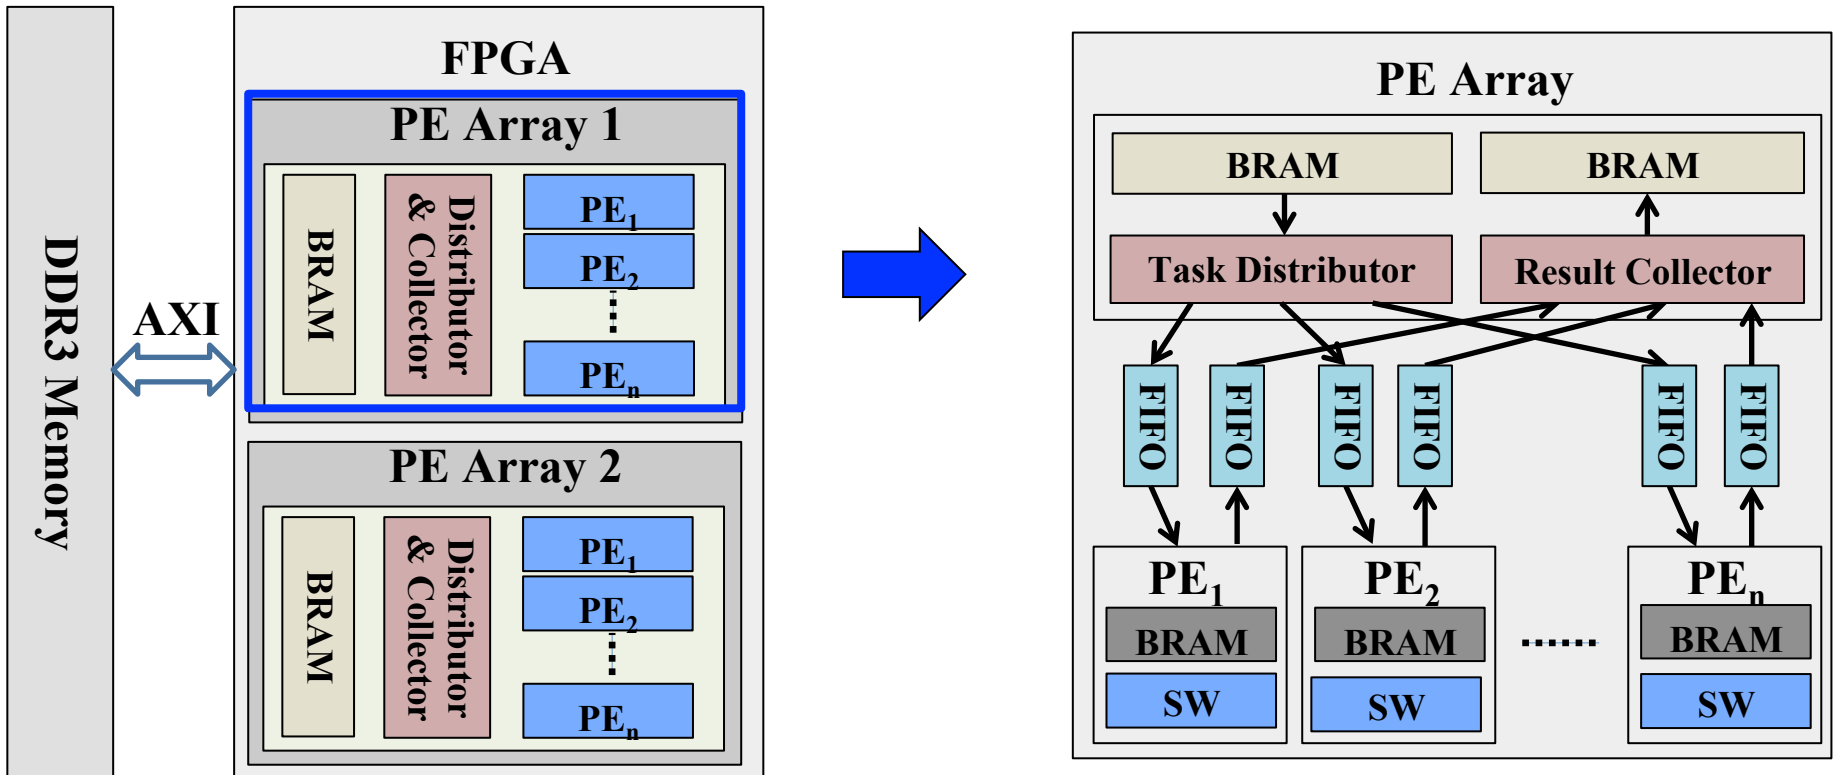 DDR3 Memory
AXI
FPGA
PE Array 1
BRAM
Distributor
& Collector
PE1
PE2
PEn
PE Array 2
BRAM
Distributor
& Collector
PE1
PE2
PEn
PE Array
BRAM
BRAM
Task Distributor
Result Collector
FIFO
FIFO
FIFO
FIFO
FIFO
FIFO
PE1
BRAM
SW
PE2
BRAM
SW
PEn
BRAM
SW